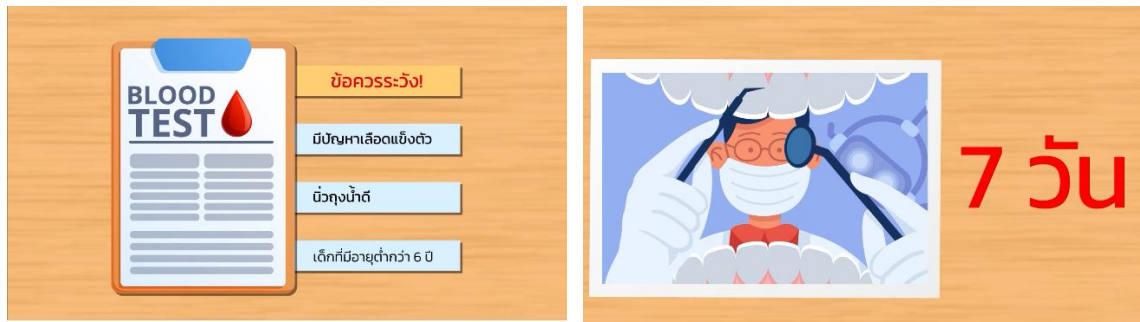 BLOOD
TEST
ข้อควรระวัง!
มีปัญหาเลือดแข็งตัว
นิ่วถุงน้ำดี
เด็กที่มีอายุต่ำกว่า 6 ปี
7 วัน